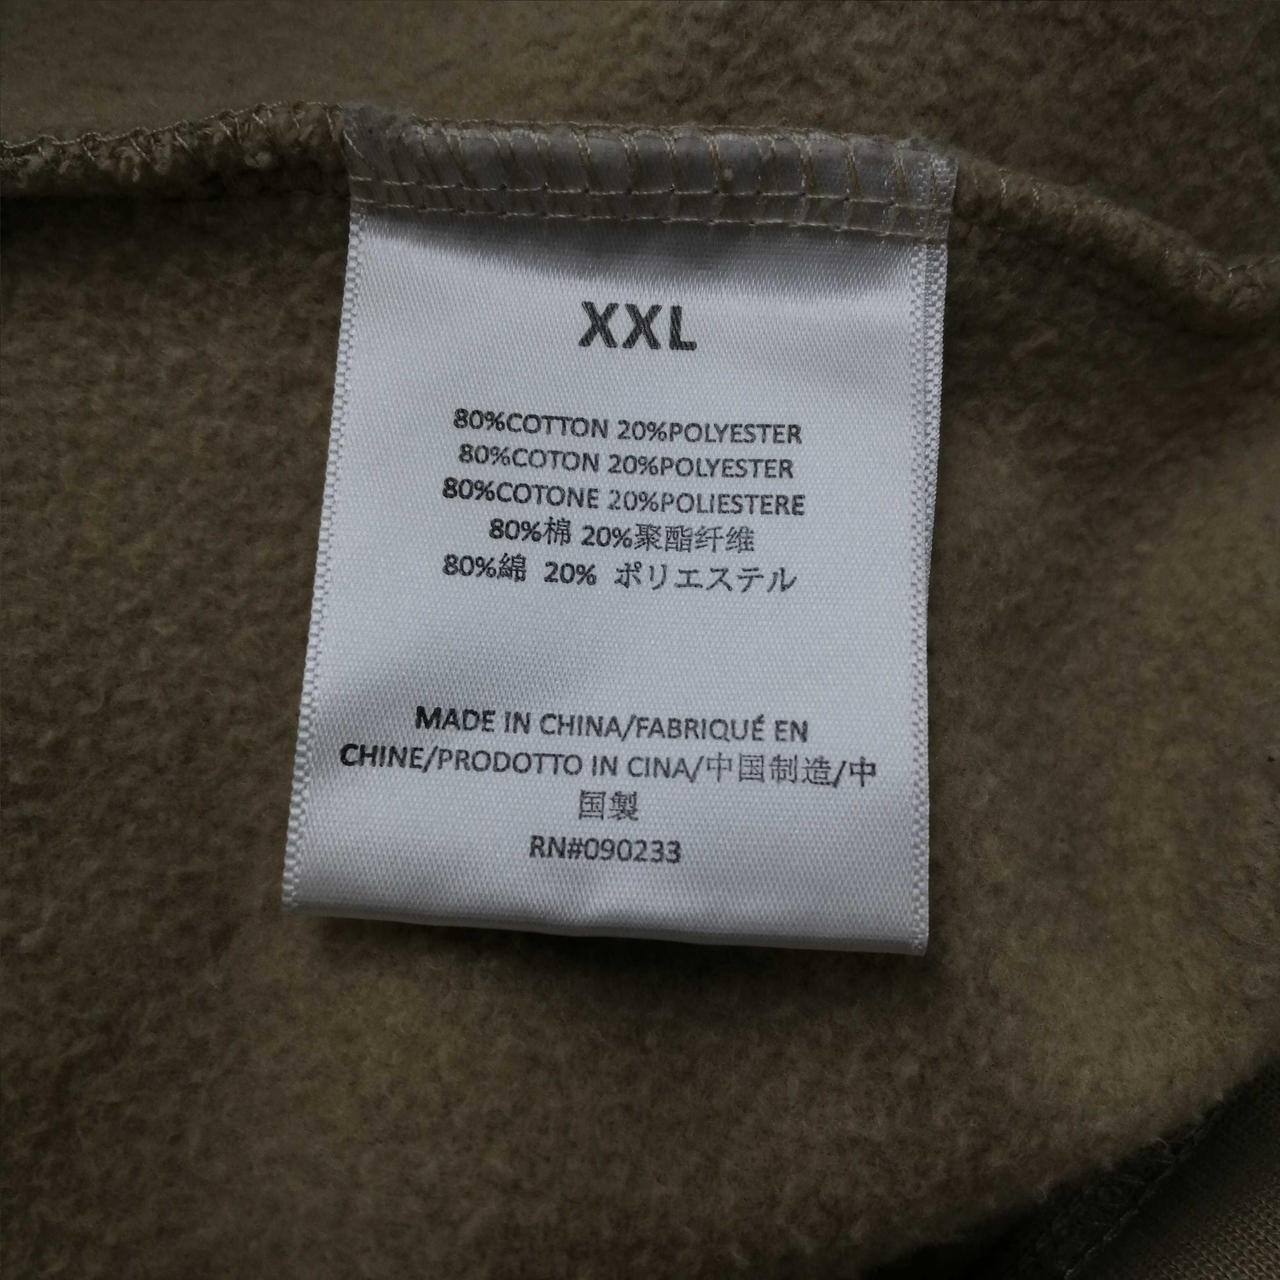 XXL
80%COTTON 20%POLYESTER
80%COTON 20%POLYESTER
80%COTONE 20%POLIESTERE
80%棉 20%聚酯纤维
80%綿 20% ポリエステル
MADE IN CHINA/FABRIQUÉ EN
CHINE/PRODOTTO IN CINA/中国制造/中
国製
RN#090233